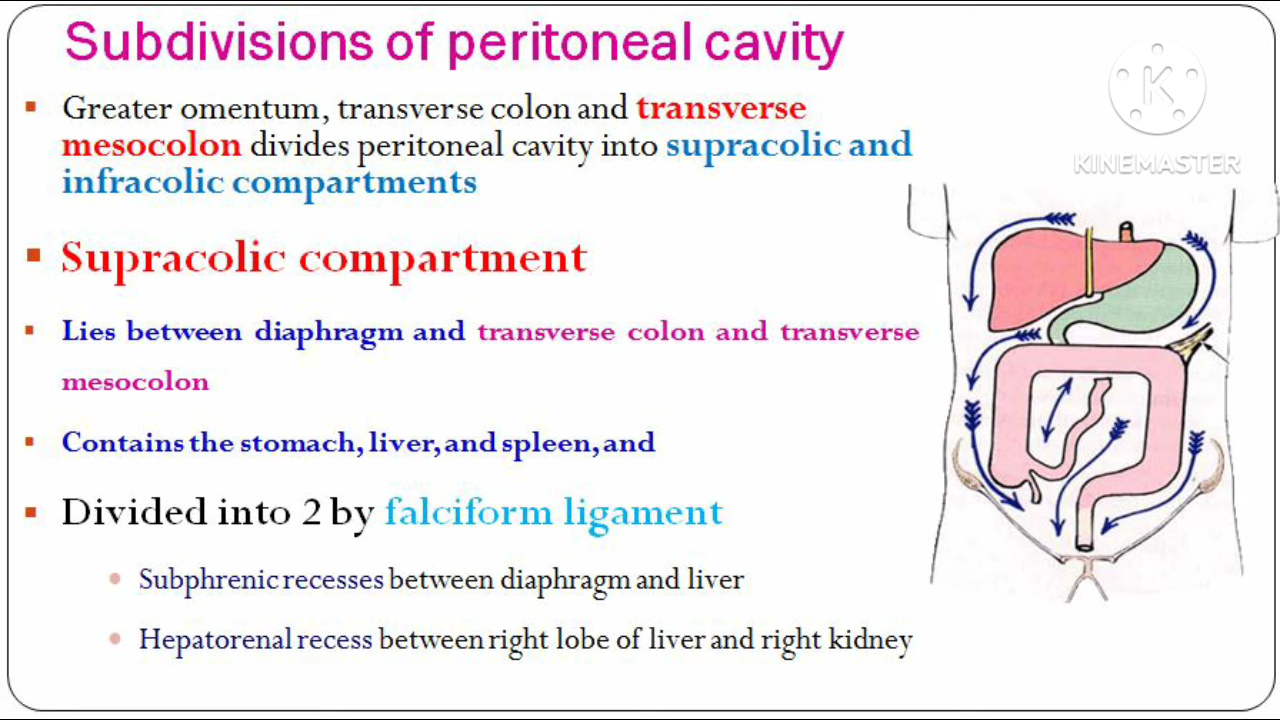 Subdivisions of peritoneal cavity
Greater omentum, transverse colon and transverse
mesocolon divides peritoneal cavity into supracolic and
infracolic compartments
K
KINEMASTER
Supracolic compartment
Lies between diaphragm and transverse colon and transverse
mesocolon
Contains the stomach, liver, and spleen, and
Divided into 2 by falciform ligament
Subphrenic recesses between diaphragm and liver
Hepatorenal recess between right lobe of liver and right kidney